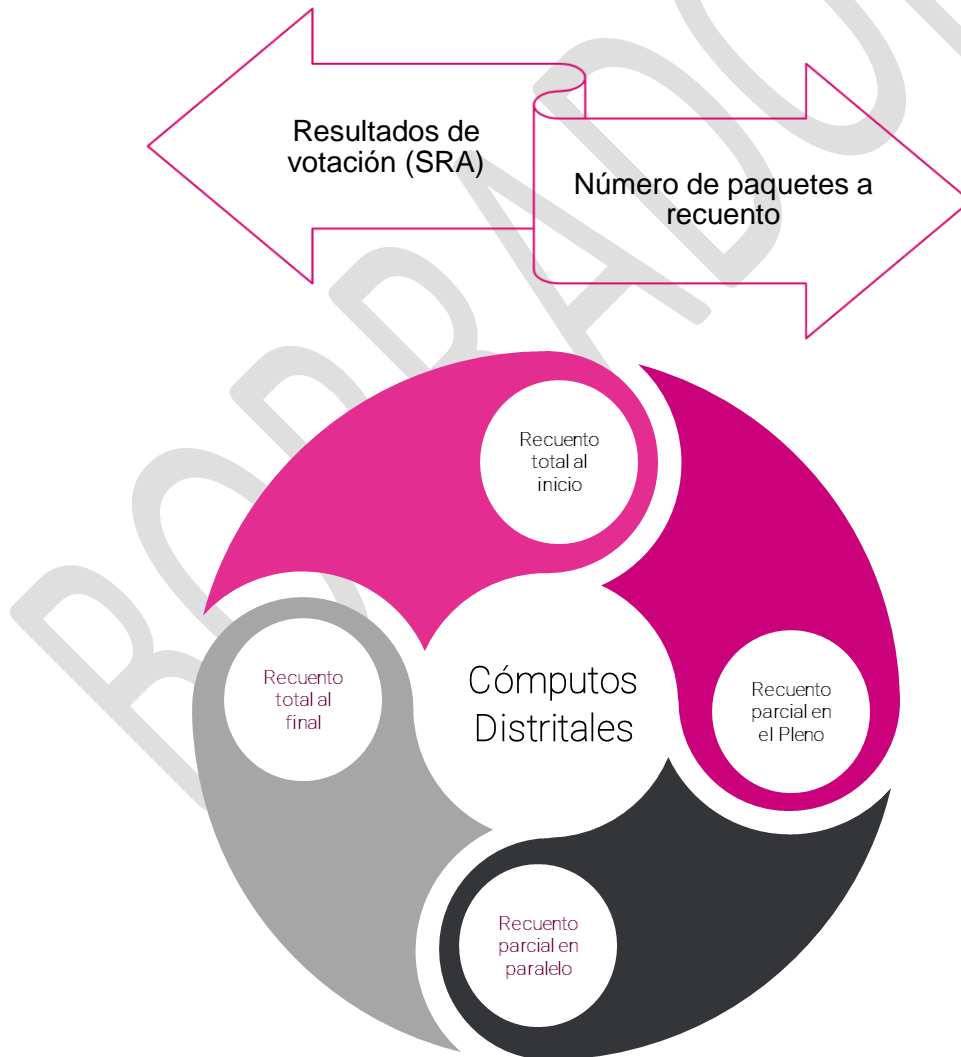 Resultados de
votación (SRA)
Número de paquetes a
recuento
Recuento
total al
inicio
Recuento
total al
final
Cómputos
Distritales
Recuento
parcial en
el Pleno
Recuento
parcial en
paralelo
BORRADOR